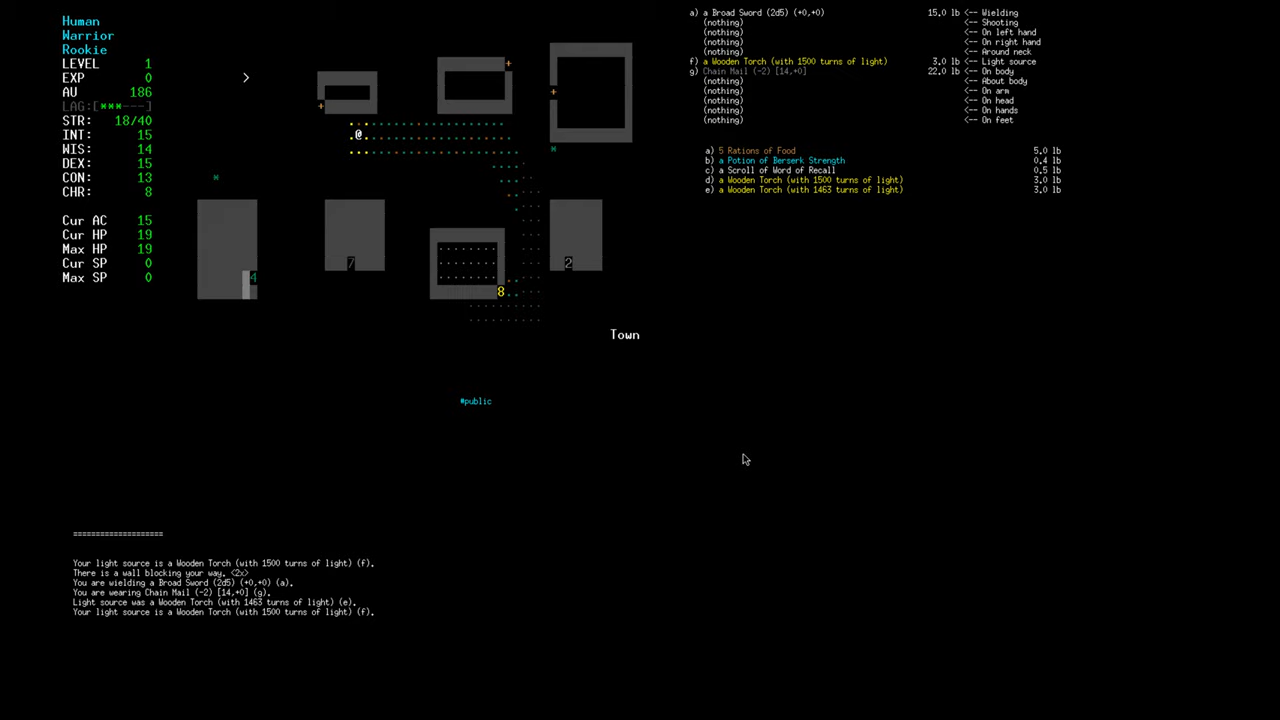 Human
Warrior
Rookie
LEVEL 1
EXP 0
AU 186
LAG:[***---]
STR: 18/40
INT: 15
WIS: 14
DEX: 15
CON: 13
CHR: 8
Cur AC 15
Cur HP 19
Max HP 19
Cur SP 0
Max SP 0
>
+
+
+
@
*
*
4
7
8
2
Town
#public
a) a Broad Sword (2d5) (+0,+0) 15.0 lb <— Wielding
(nothing) <— Shooting
(nothing) <— On left hand
(nothing) <— On right hand
(nothing) <— Around neck
f) a Wooden Torch (with 1500 turns of light) 3.0 lb <— Light source
g) Chain Mail (-2) [14,+0] 22.0 lb <— On body
(nothing) <— About body
(nothing) <— On arm
(nothing) <— On head
(nothing) <— On hands
(nothing) <— On feet
a) 5 Rations of Food 5.0 lb
b) a Potion of Berserk Strength 0.4 lb
c) a Scroll of Word of Recall 0.5 lb
d) a Wooden Torch (with 1500 turns of light) 3.0 lb
e) a Wooden Torch (with 1463 turns of light) 3.0 lb
====================
Your light source is a Wooden Torch (with 1500 turns of light) (f).
There is a wall blocking your way. <2x>
You are wielding a Broad Sword (2d5) (+0,+0) (a).
You are wearing Chain Mail (-2) [14,+0] (g).
Light source was a Wooden Torch (with 1463 turns of light) (e).
Your light source is a Wooden Torch (with 1500 turns of light) (f).